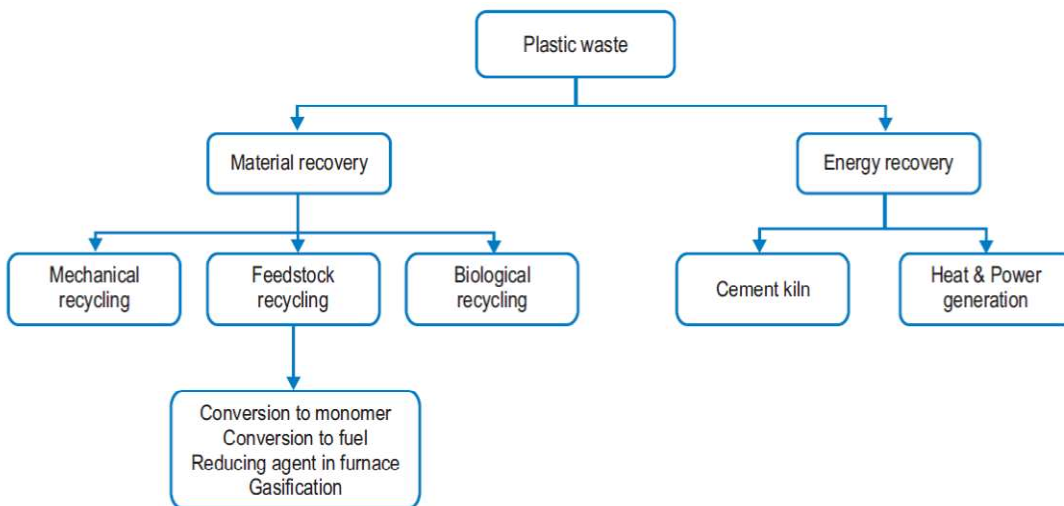 Plastic waste
Material recovery
Energy recovery
Mechanical
recycling
Feedstock
recycling
Biological
recycling
Cement kiln
Heat & Power
generation
Conversion to monomer
Conversion to fuel
Reducing agent in furnace
Gasification